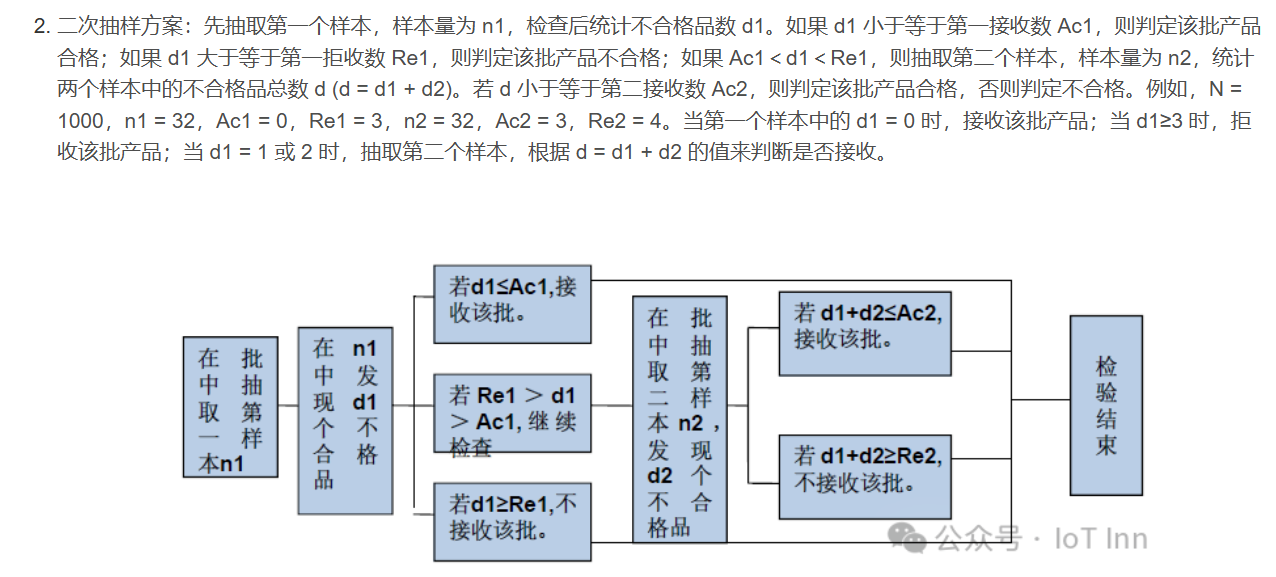 2. 二次抽样方案：先抽取第一个样本，样本量为 n1，检查后统计不合格品数 d1。如果 d1 小于等于第一接收数 Ac1，则判定该批产品
合格；如果 d1 大于等于第一拒收数 Re1，则判定该批产品不合格；如果 Ac1＜d1＜Re1，则抽取第二个样本，样本量为 n2，统计
两个样本中的不合格品总数 d (d = d1 + d2)。若 d 小于等于第二接收数 Ac2，则判定该批产品合格，否则判定不合格。例如，N =
1000，n1 = 32，Ac1 = 0，Re1 = 3，n2 = 32，Ac2 = 3，Re2 = 4。当第一个样本中的 d1 = 0 时，接收该批产品；当 d1≥3 时，拒
收该批产品；当 d1 = 1 或 2 时，抽取第二个样本，根据 d = d1 + d2 的值来判断是否接收。
在 批
中 抽
取 第
一 样
本n1
在 n1
中 发
现 d1
个 不
合 格
品
若d1≤Ac1,接
收该批。
若 Re1 ＞ d1
＞ Ac1, 继 续
检查
若d1≥Re1,不
接收该批。
在 批
中 抽
取 第
二 样
本 n2，
发 现
d2 个
不 合
格品
若 d1+d2≤Ac2,
接收该批。
若 d1+d2≥Re2,
不接收该批。
检
验
结
束
公众号 · IoT Inn